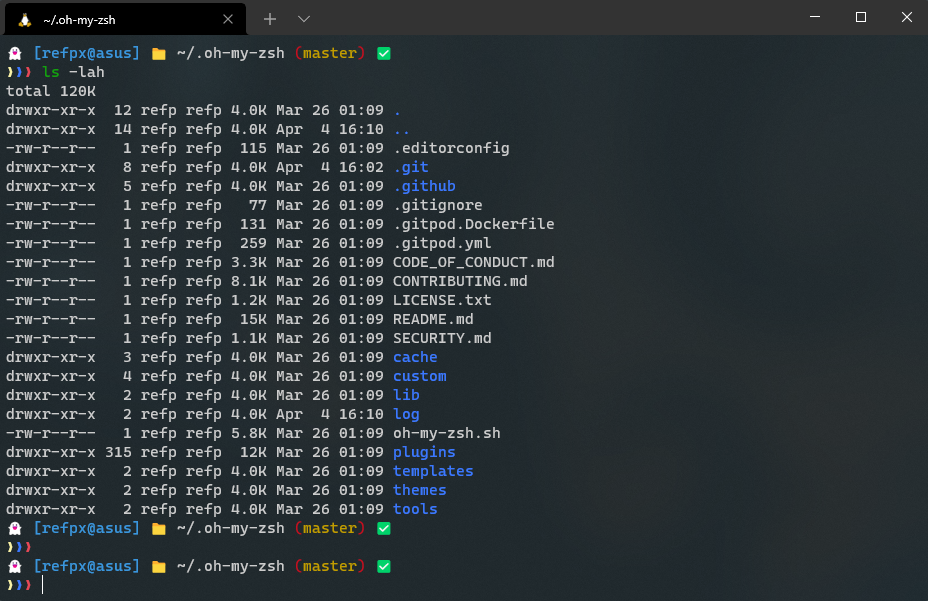 ~/.oh-my-zsh
[refpx@asus] ~/.oh-my-zsh (master)
❯❯❯ ls -lah
total 120K
drwxr-xr-x  12 refp refp 4.0K Mar 26 01:09 .
drwxr-xr-x  14 refp refp 4.0K Apr  4 16:10 ..
-rw-r--r--   1 refp refp  115 Mar 26 01:09 .editorconfig
drwxr-xr-x   8 refp refp 4.0K Apr  4 16:02 .git
drwxr-xr-x   5 refp refp 4.0K Mar 26 01:09 .github
-rw-r--r--   1 refp refp   77 Mar 26 01:09 .gitignore
-rw-r--r--   1 refp refp  131 Mar 26 01:09 .gitpod.Dockerfile
-rw-r--r--   1 refp refp  259 Mar 26 01:09 .gitpod.yml
-rw-r--r--   1 refp refp 3.3K Mar 26 01:09 CODE_OF_CONDUCT.md
-rw-r--r--   1 refp refp 8.1K Mar 26 01:09 CONTRIBUTING.md
-rw-r--r--   1 refp refp 1.2K Mar 26 01:09 LICENSE.txt
-rw-r--r--   1 refp refp  15K Mar 26 01:09 README.md
-rw-r--r--   1 refp refp 1.1K Mar 26 01:09 SECURITY.md
drwxr-xr-x   3 refp refp 4.0K Mar 26 01:09 cache
drwxr-xr-x   4 refp refp 4.0K Mar 26 01:09 custom
drwxr-xr-x   2 refp refp 4.0K Mar 26 01:09 lib
drwxr-xr-x   2 refp refp 4.0K Apr  4 16:10 log
-rw-r--r--   1 refp refp 5.8K Mar 26 01:09 oh-my-zsh.sh
drwxr-xr-x 315 refp refp  12K Mar 26 01:09 plugins
drwxr-xr-x   2 refp refp 4.0K Mar 26 01:09 templates
drwxr-xr-x   2 refp refp 4.0K Mar 26 01:09 themes
drwxr-xr-x   2 refp refp 4.0K Mar 26 01:09 tools
[refpx@asus] ~/.oh-my-zsh (master)
❯❯❯
[refpx@asus] ~/.oh-my-zsh (master)
❯❯❯